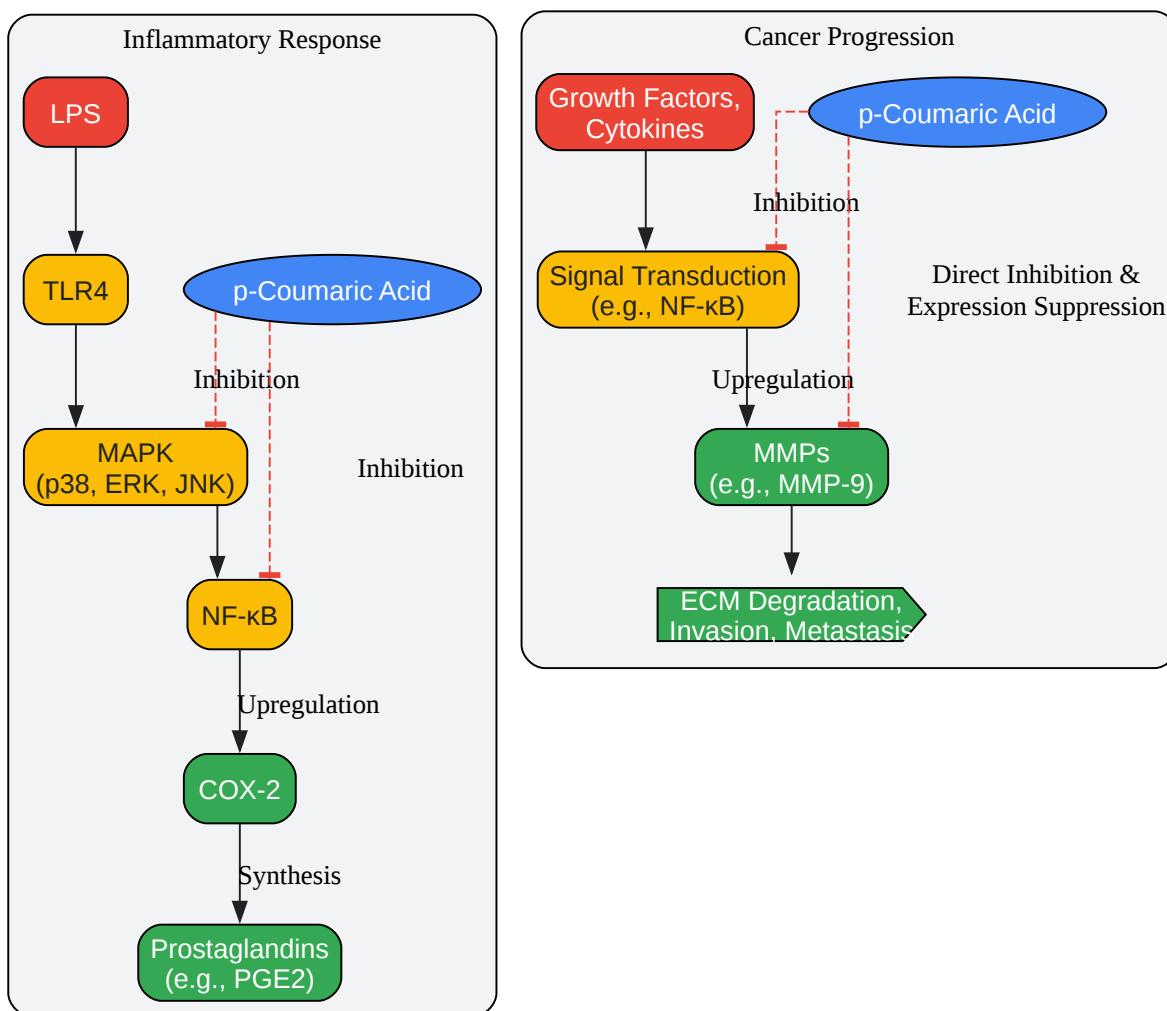 Inflammatory Response
LPS
TLR4
p-Coumaric Acid
Inhibition
MAPK
(p38, ERK, JNK)
Inhibition
NF-κB
Upregulation
COX-2
Synthesis
Prostaglandins
(e.g., PGE2)
Cancer Progression
Growth Factors,
Cytokines
p-Coumaric Acid
Inhibition
Signal Transduction
(e.g., NF-κB)
Direct Inhibition &
Expression Suppression
Upregulation
MMPs
(e.g., MMP-9)
ECM Degradation,
Invasion, Metastasis